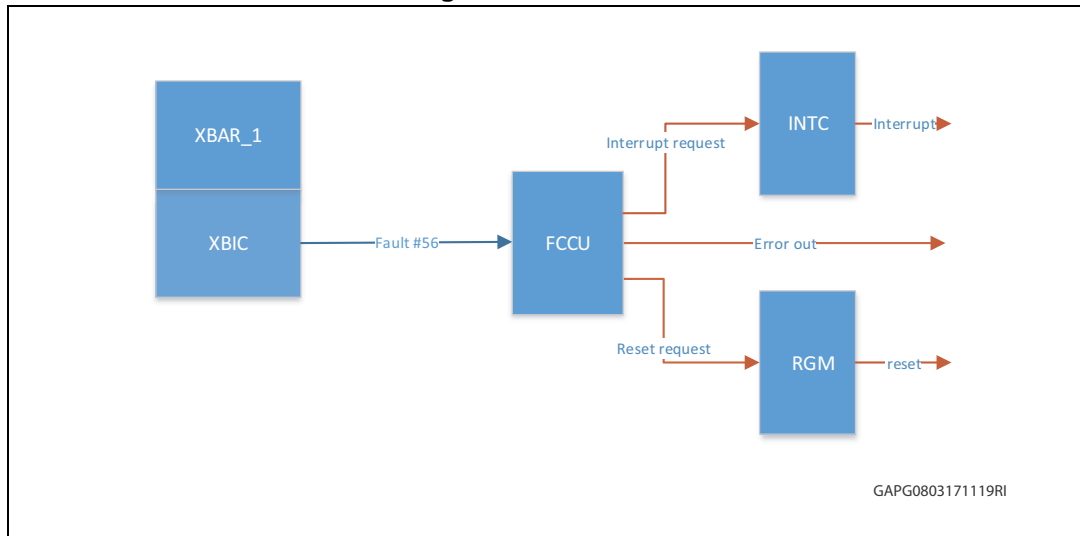 XBAR_1
XBIC
Fault #56
FCCU
Interrupt request
INTC
Interrupt
Error out
Reset request
RGM
reset
GAPG0803171119RI